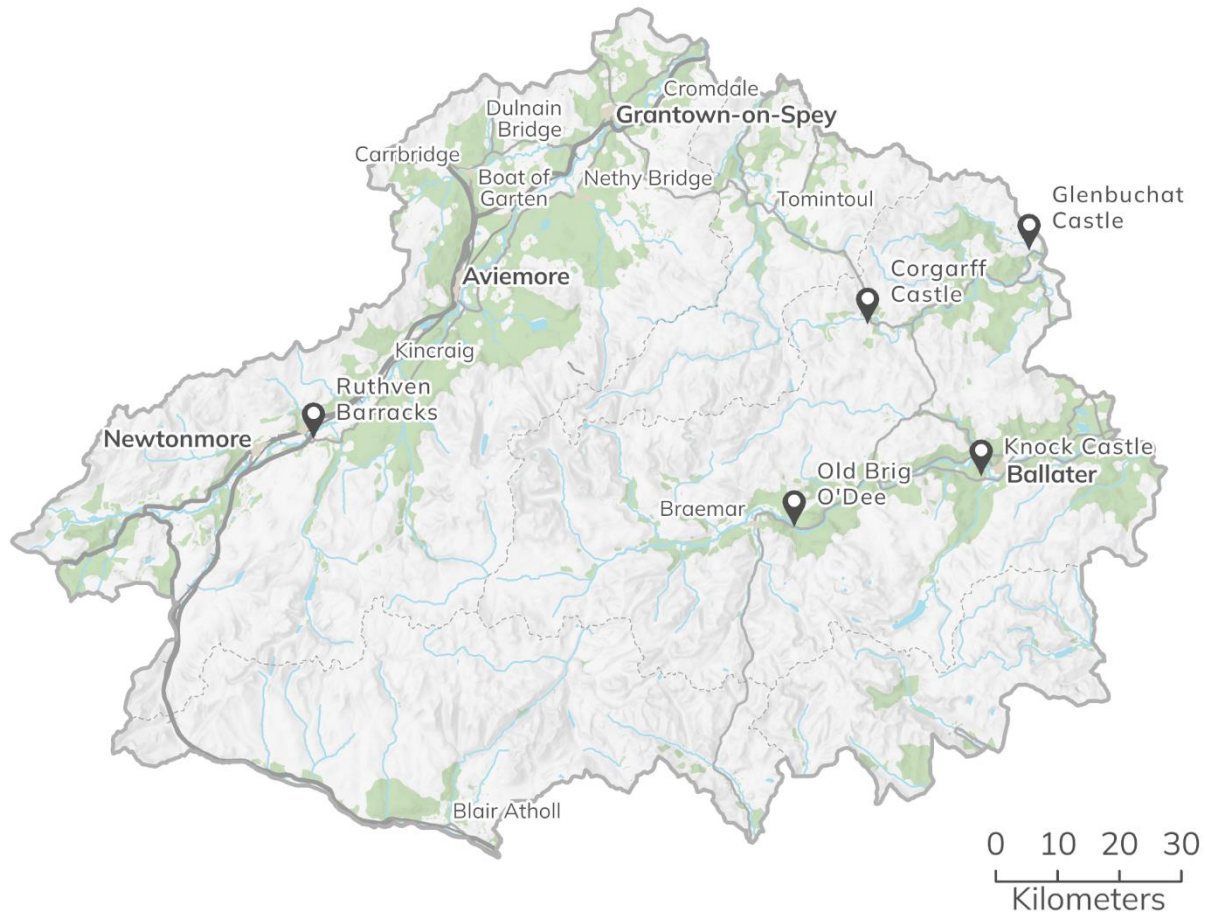 Cromdale
Grantown-on-Spey
Dulnain
Bridge
Carrbridge
Boat of
Garten
Nethy Bridge
Tomintoul
Glenbuchat
Castle
Corgarff
Castle
Aviemore
Kincraig
Ruthven
Barracks
Newtonmore
Knock Castle
Ballater
Old Brig
O'Dee
Braemar
Blair Atholl
0 10 20 30
Kilometers